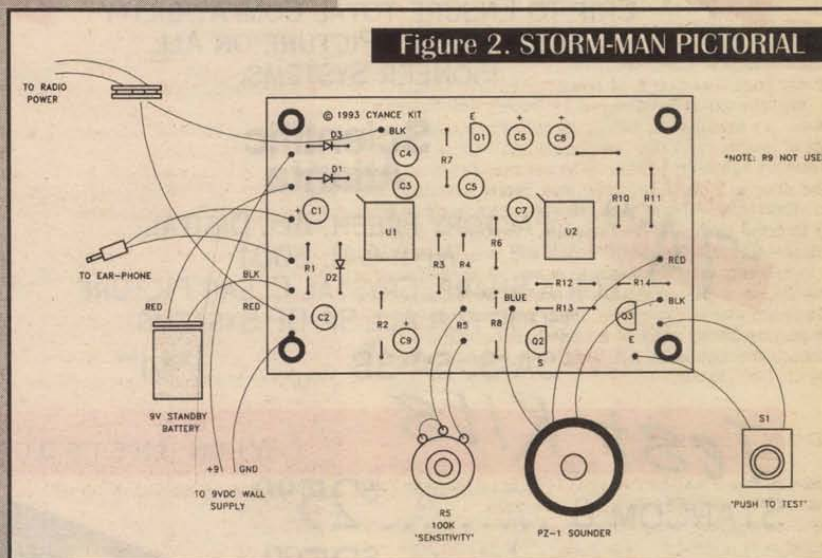 Figure 2. STORM-MAN PICTORIAL
TO RADIO
POWER
© 1993 CYANCE KIT
BLK
D3
D1
C4
C3
R7
E
Q1
+
C6
+
C8
C5
*NOTE: R9 NOT USE
R10
R11
+
C1
U1
C7
U2
TO EAR-PHONE
R1
D2
R3
R4
R6
RED
BLK
RED
BLUE
R12
R13
R14
BLK
C2
R2
+
C9
R5
R8
Q2
S
Q3
E
9V STANDBY
BATTERY
+9
GND
TO 9VDC WALL
SUPPLY
R5
100K
"SENSITIVITY"
PZ-1 SOUNDER
S1
"PUSH TO TEST"